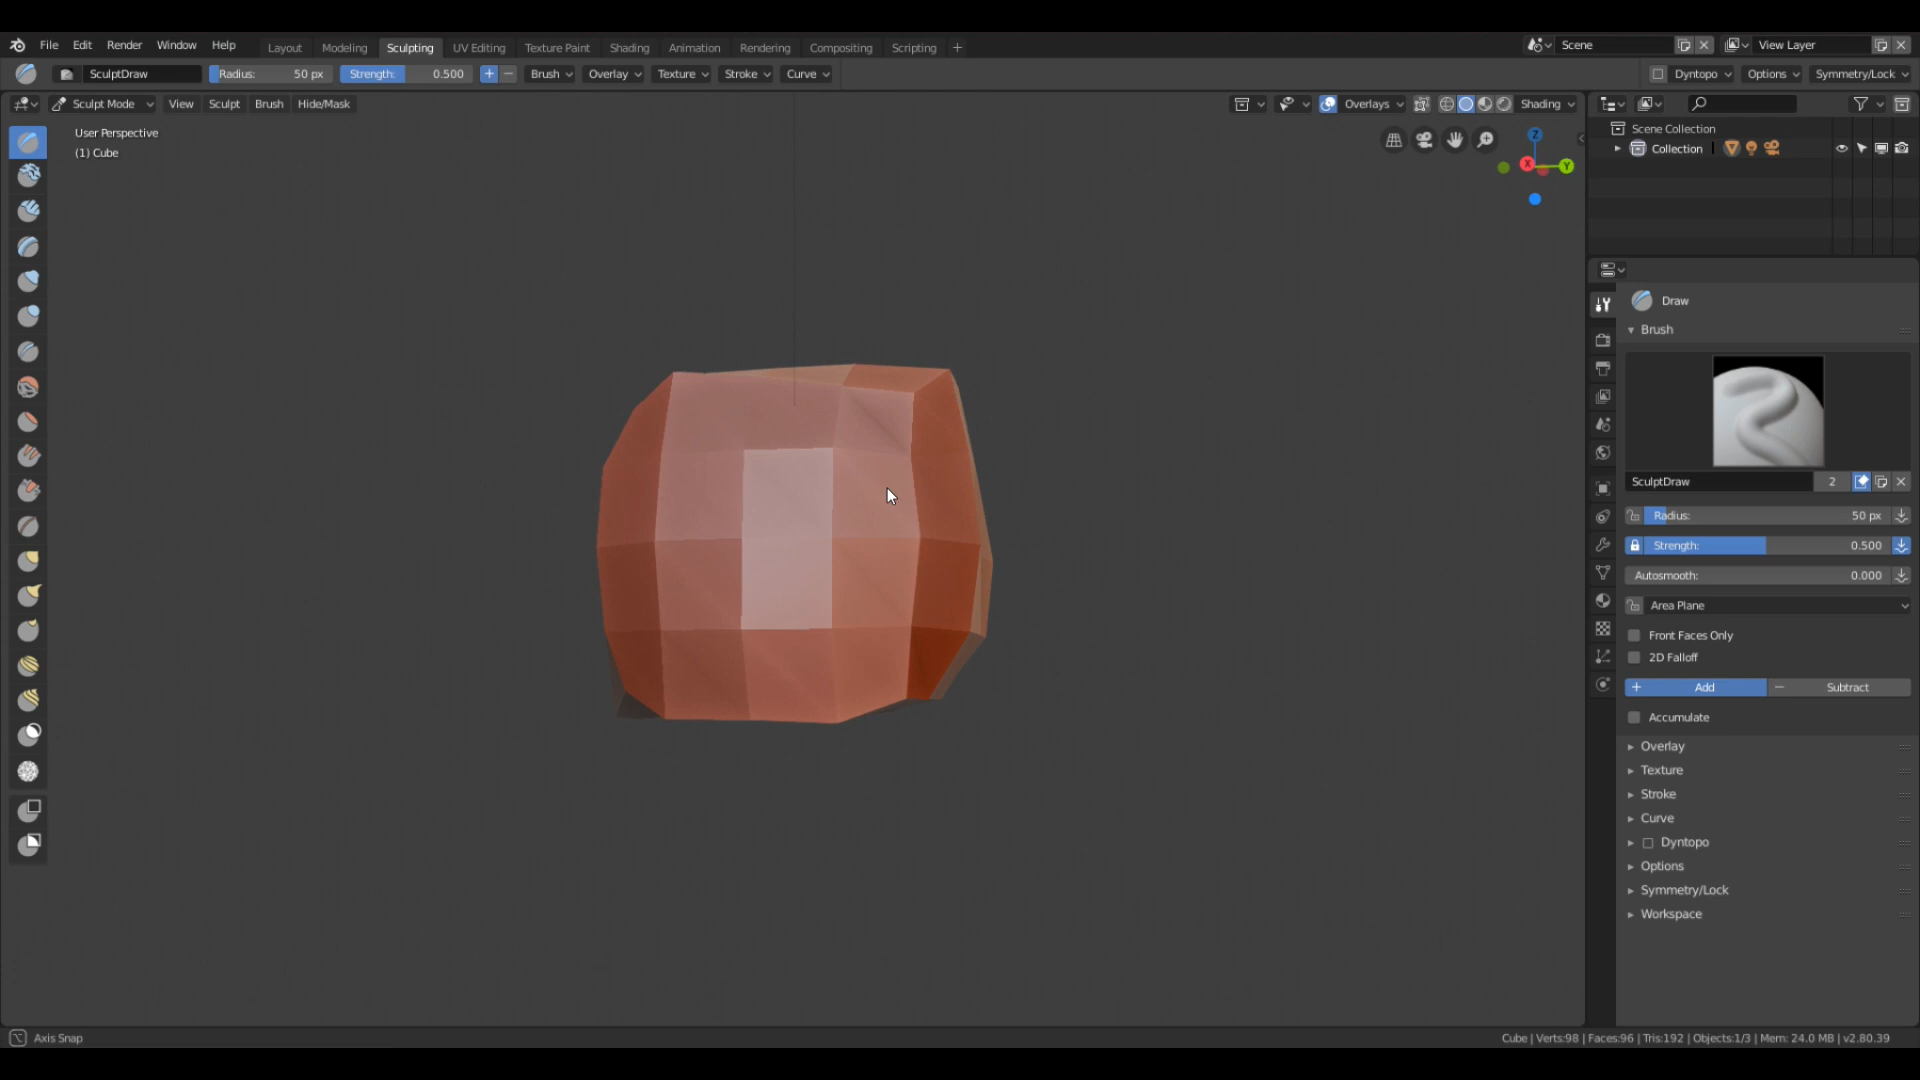 File Edit Render Window Help Layout Modeling Sculpting UV Editing Texture Paint Shading Animation Rendering Compositing Scripting + Scene View Layer
SculptDraw Radius: 50 px Strength: 0.500 + − Brush Overlay Texture Stroke Curve Dyntopo Options Symmetry/Lock
Sculpt Mode View Sculpt Brush Hide/Mask Overlays Shading
User Perspective
(1) Cube
Z
X
Y
Scene Collection
Collection
Draw
Brush
SculptDraw 2
Radius: 50 px
Strength: 0.500
Autosmooth: 0.000
Area Plane
Front Faces Only
2D Falloff
+ Add − Subtract
Accumulate
Overlay
Texture
Stroke
Curve
Dyntopo
Options
Symmetry/Lock
Workspace
Axis Snap
Cube | Verts:98 | Faces:96 | Tris:192 | Objects:1/3 | Mem: 24.0 MB | v2.80.39